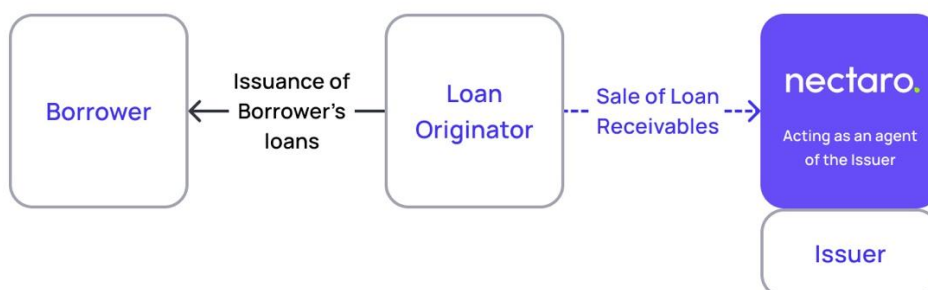 Borrower
Issuance of
Borrower's
loans
Loan
Originator
Sale of Loan
Receivables
nectaro.
Acting as an agent
of the Issuer
Issuer